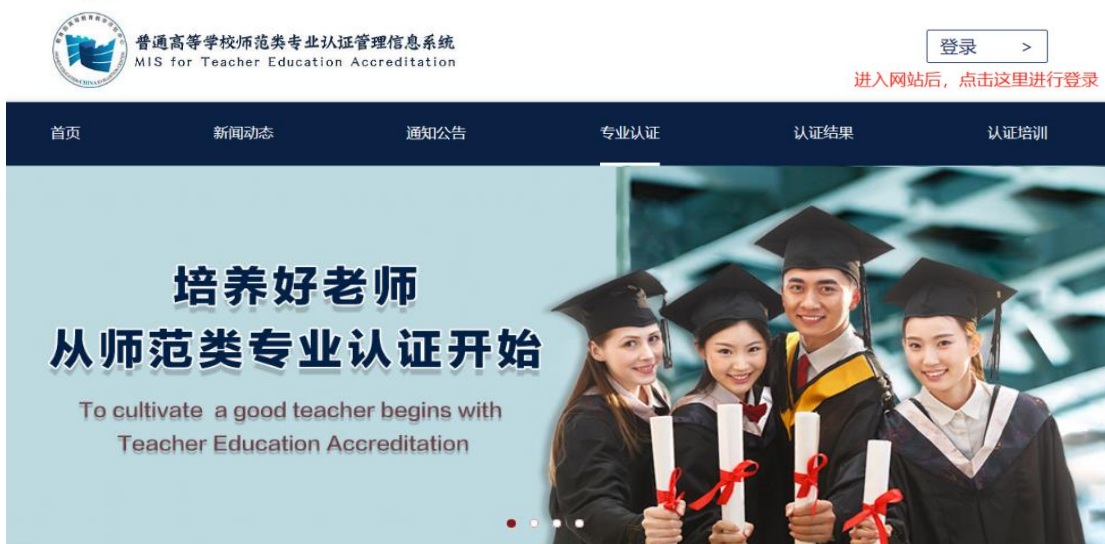 普通高等学校师范类专业认证管理信息系统
MIS for Teacher Education Accreditation
登录 >
进入网站后，点击这里进行登录
首页 新闻动态 通知公告 专业认证 认证结果 认证培训
培养好老师
从师范类专业认证开始
To cultivate a good teacher begins with
Teacher Education Accreditation